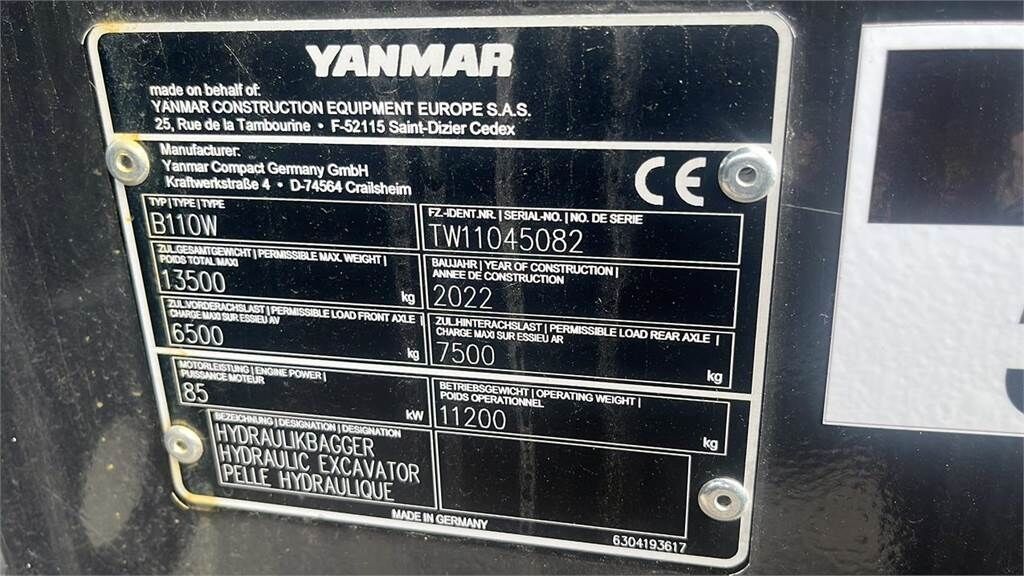 YANMAR
made on behalf of:
YANMAR CONSTRUCTION EQUIPMENT EUROPE S.A.S.
25, Rue de la Tambourine • F-52115 Saint-Dizier Cedex
Manufacturer:
Yanmar Compact Germany GmbH
Kraftwerkstraße 4 • D-74564 Crailsheim
CE
TYP | TYPE | TYPE
B110W
FZ.-IDENT.NR. | SERIAL-NO. | NO. DE SERIE
TW11045082
ZUL.GESAMTGEWICHT | PERMISSIBLE MAX. WEIGHT |
POIDS TOTAL MAXI
13500 kg
BAUJAHR | YEAR OF CONSTRUCTION |
ANNEE DE CONSTRUCTION
2022
ZUL.VORDERACHSLAST | PERMISSIBLE LOAD FRONT AXLE |
CHARGE MAXI SUR ESSIEU AV
6500 kg
ZUL.HINTERACHSLAST | PERMISSIBLE LOAD REAR AXLE |
CHARGE MAXI SUR ESSIEU AR
7500 kg
MOTORLEISTUNG | ENGINE POWER |
PUISSANCE MOTEUR
85 kW
BETRIEBSGEWICHT | OPERATING WEIGHT |
POIDS OPERATIONNEL
11200 kg
BEZEICHNUNG | DESIGNATION | DESIGNATION
HYDRAULIKBAGGER
HYDRAULIC EXCAVATOR
PELLE HYDRAULIQUE
MADE IN GERMANY
6304193617